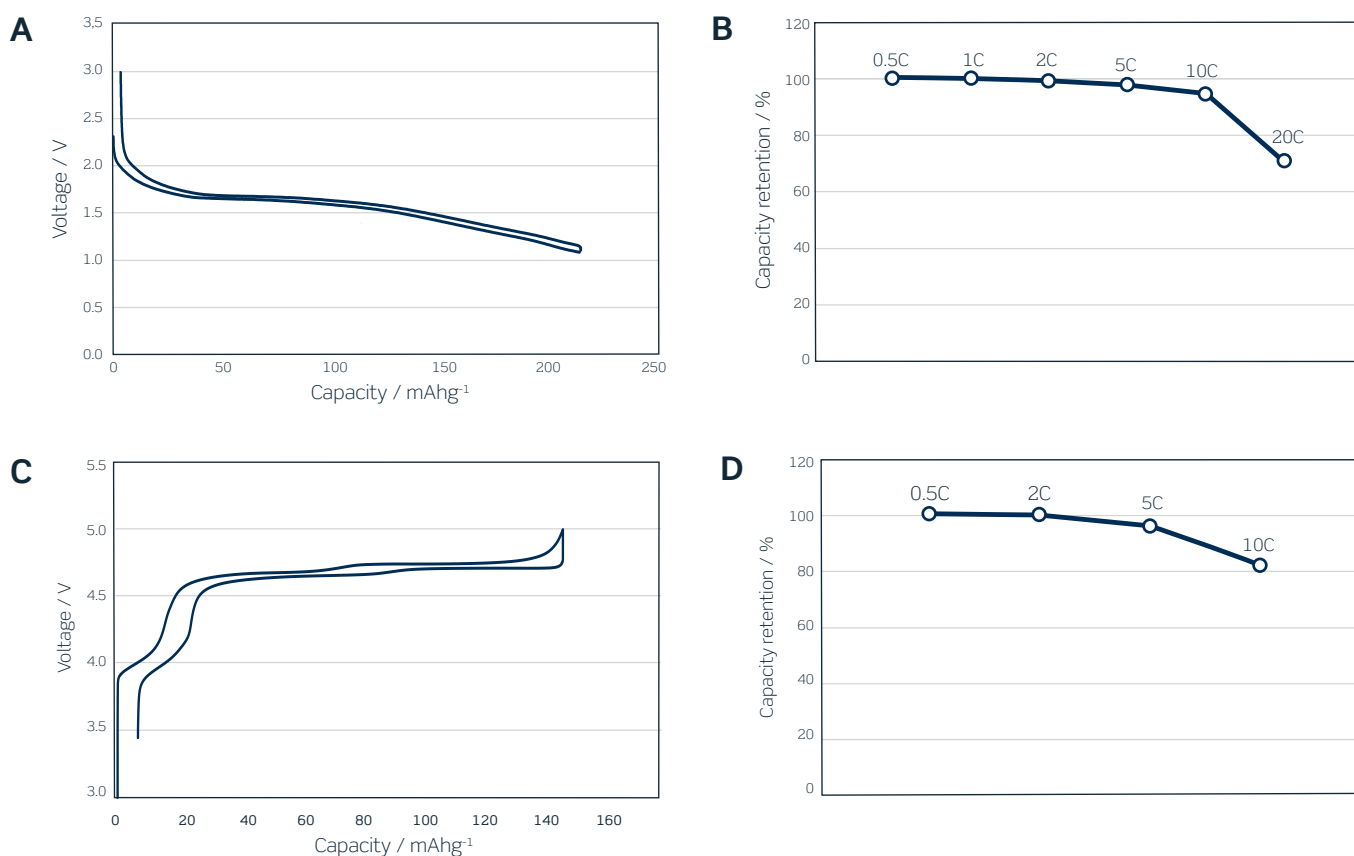 A
3.5
3.0
2.5
2.0
1.5
1.0
0.5
0.0
Voltage / V
0 50 100 150 200 250
Capacity / mAhg⁻¹
B
120
100
80
60
40
20
0
Capacity retention / %
0.5C 1C 2C 5C 10C 20C
C
5.5
5.0
4.5
4.0
3.5
3.0
Voltage / V
0 20 40 60 80 100 120 140 160
Capacity / mAhg⁻¹
D
120
100
80
60
40
20
0
Capacity retention / %
0.5C 2C 5C 10C